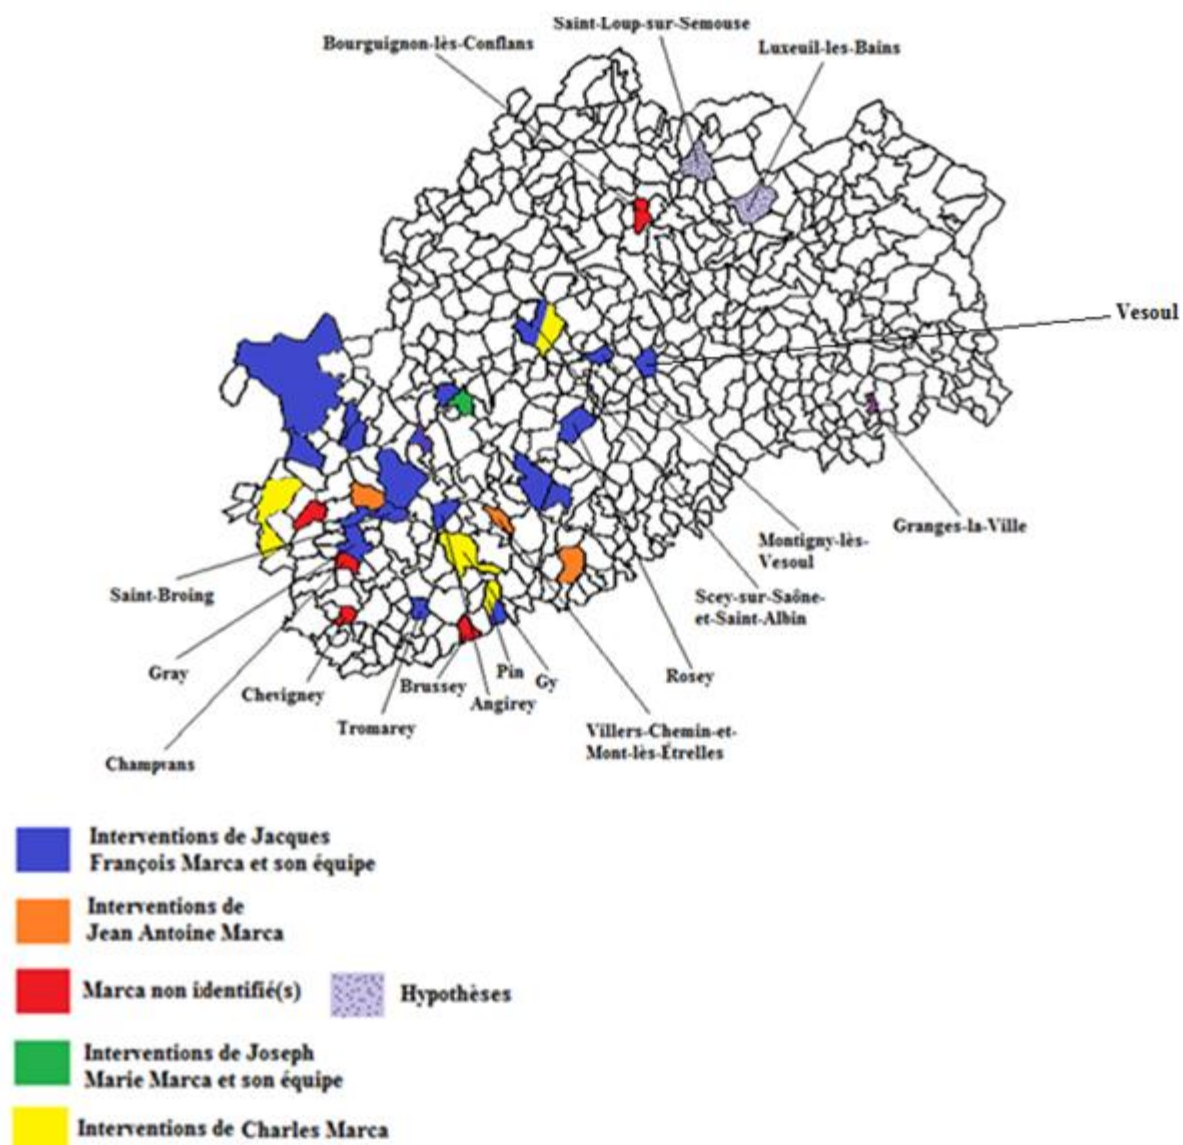 Saint-Loup-sur-Semouse
Bourguignon-lès-Conflans
Luxeuil-les-Bains
Vesoul
Granges-la-Ville
Montigny-lès-
Vesoul
Scey-sur-Saône-
et-Saint-Albin
Saint-Broing
Gray
Chevigney
Brussey
Pin
Gy
Rosey
Angirey
Tromarey
Villers-Chemin-et-
Mont-lès-Étrelles
Champvans
Interventions de Jacques
François Marca et son équipe
Interventions de
Jean Antoine Marca
Marca non identifié(s)
Hypothèses
Interventions de Joseph
Marie Marca et son équipe
Interventions de Charles Marca